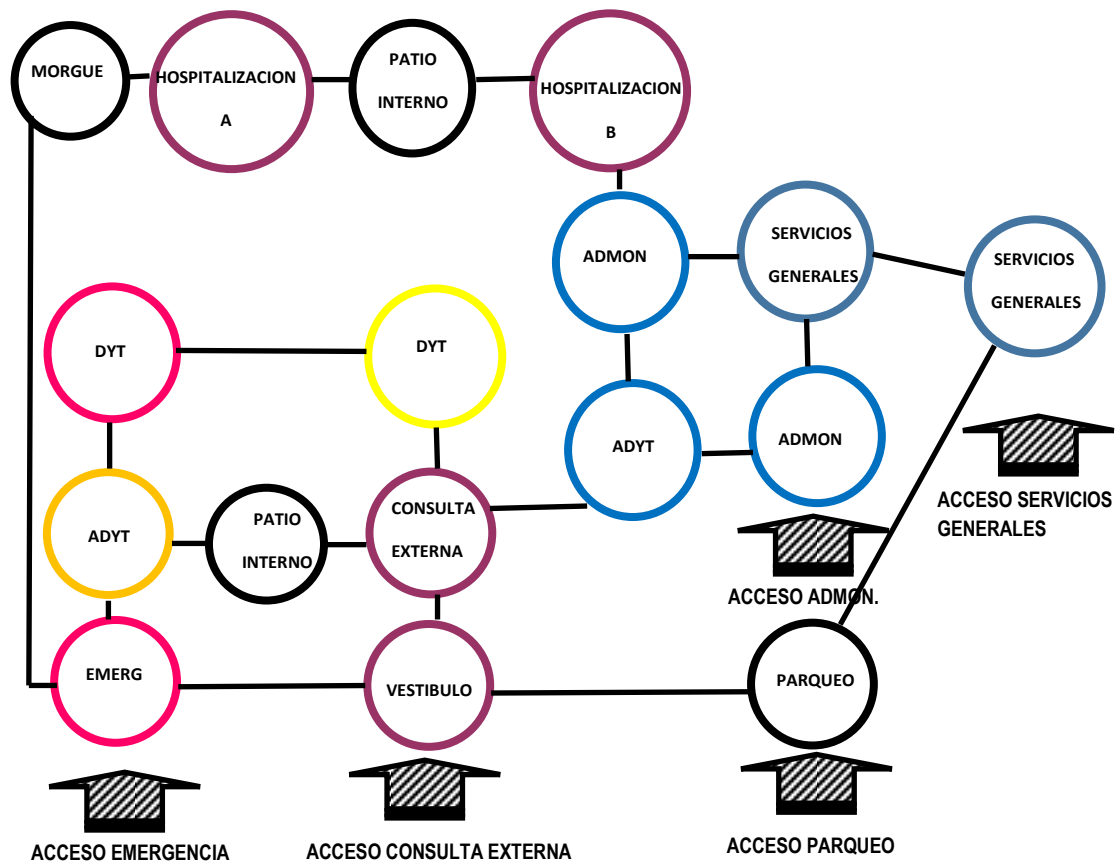 MORGUE
HOSPITALIZACION
A
PATIO
INTERNO
HOSPITALIZACION
B
ADMON
SERVICIOS
GENERALES
SERVICIOS
GENERALES
DYT
DYT
ADYT
ADMON
ADYT
PATIO
INTERNO
CONSULTA
EXTERNA
ACCESO SERVICIOS
GENERALES
ACCESO ADMON.
EMERG
VESTIBULO
PARQUEO
ACCESO EMERGENCIA
ACCESO CONSULTA EXTERNA
ACCESO PARQUEO